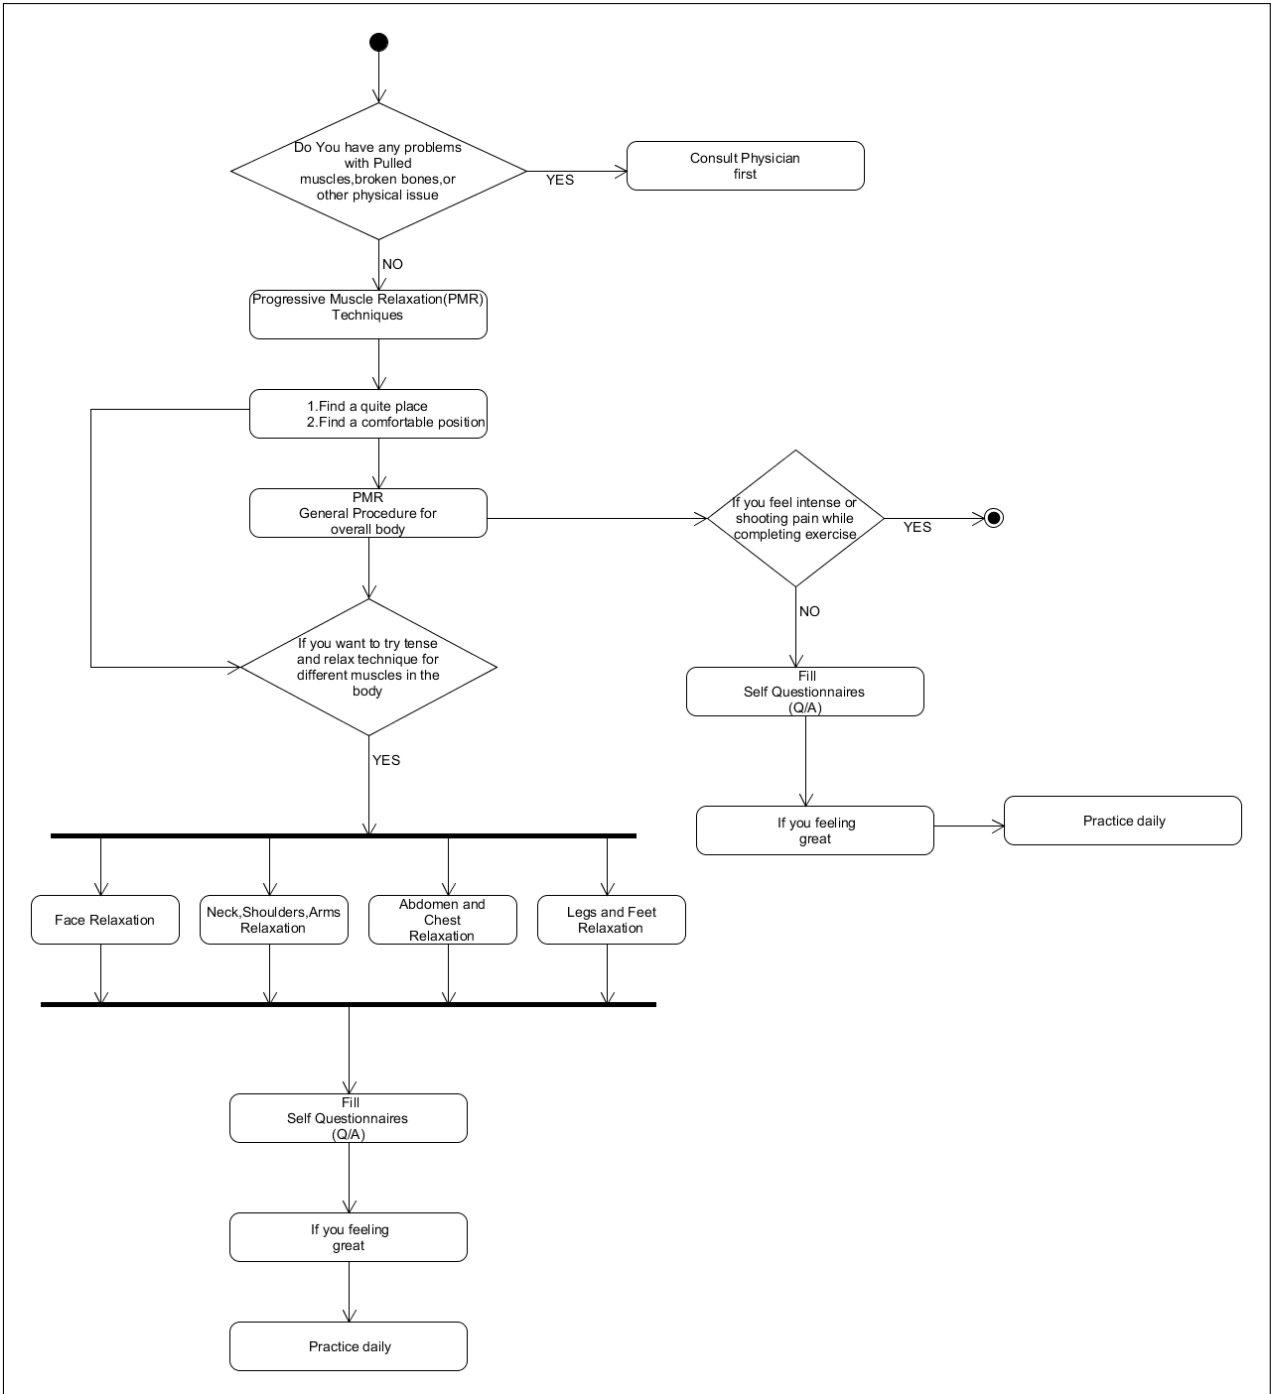 Do You have any problems
with Pulled
muscles,broken bones,or
other physical issue
YES
Consult Physician
first
NO
Progressive Muscle Relaxation(PMR)
Techniques
1.Find a quite place
2.Find a comfortable position
PMR
General Procedure for
overall body
If you feel intense or
shooting pain while
completing exercise
YES
NO
If you want to try tense
and relax technique for
different muscles in the
body
YES
Fill
Self Questionnaires
(Q/A)
If you feeling
great
Practice daily
Face Relaxation
Neck,Shoulders,Arms
Relaxation
Abdomen and
Chest
Relaxation
Legs and Feet
Relaxation
Fill
Self Questionnaires
(Q/A)
If you feeling
great
Practice daily